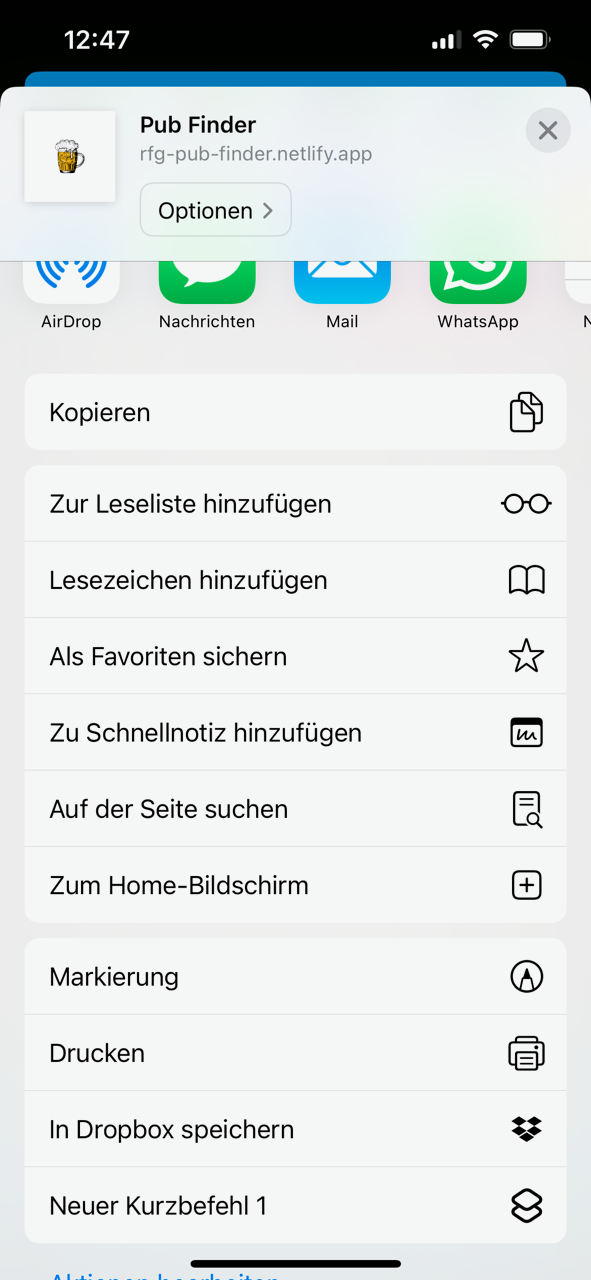 12:47
Pub Finder
rfg-pub-finder.netlify.app
Optionen
AirDrop
Nachrichten
Mail
WhatsApp
Kopieren
Zur Leseliste hinzufügen
Lesezeichen hinzufügen
Als Favoriten sichern
Zu Schnellnotiz hinzufügen
Auf der Seite suchen
Zum Home-Bildschirm
Markierung
Drucken
In Dropbox speichern
Neuer Kurzbefehl 1
Aktionen bearbeiten